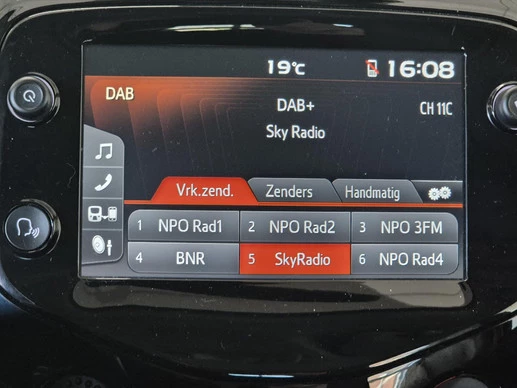 19°C 16:08
DAB
DAB+ CH 11C
Sky Radio
Vrk.zend. Zenders Handmatig
1 NPO Rad1 2 NPO Rad2 3 NPO 3FM
4 BNR 5 SkyRadio 6 NPO Rad4